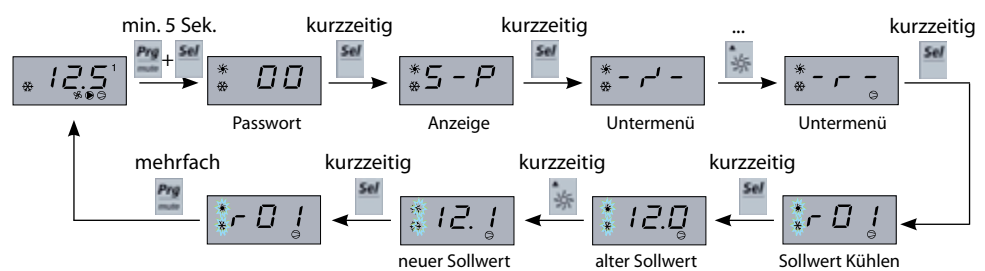 min. 5 Sek. kurzzeitig kurzzeitig ... kurzzeitig
Prg mute + Sel Sel Sel Sel
12.5 1 00 S-P -/- -r-
Passwort Anzeige Untermenü Untermenü
mehrfach kurzzeitig kurzzeitig kurzzeitig
Prg mute Sel Sel
r01 12.1 12.0 r01
neuer Sollwert alter Sollwert Sollwert Kühlen